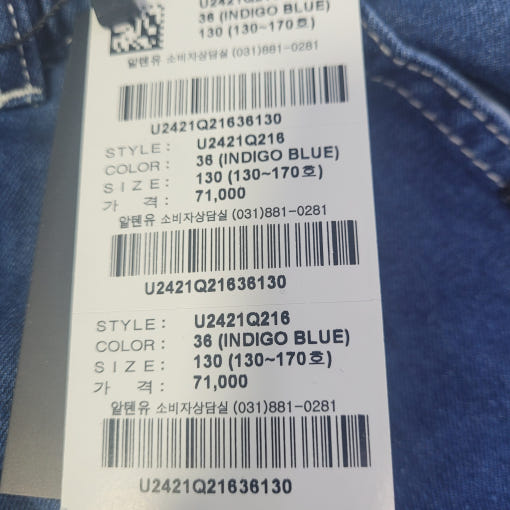 U2421Q216
36 (INDIGO BLUE)
130 (130~170호)
알텐유 소비자상담실 (031)881-0281
U2421Q21636130
STYLE: U2421Q216
COLOR: 36 (INDIGO BLUE)
SIZE: 130 (130~170호)
가 격: 71,000
알텐유 소비자상담실 (031)881-0281
U2421Q21636130
STYLE: U2421Q216
COLOR: 36 (INDIGO BLUE)
SIZE: 130 (130~170호)
가 격: 71,000
알텐유 소비자상담실 (031)881-0281
U2421Q21636130